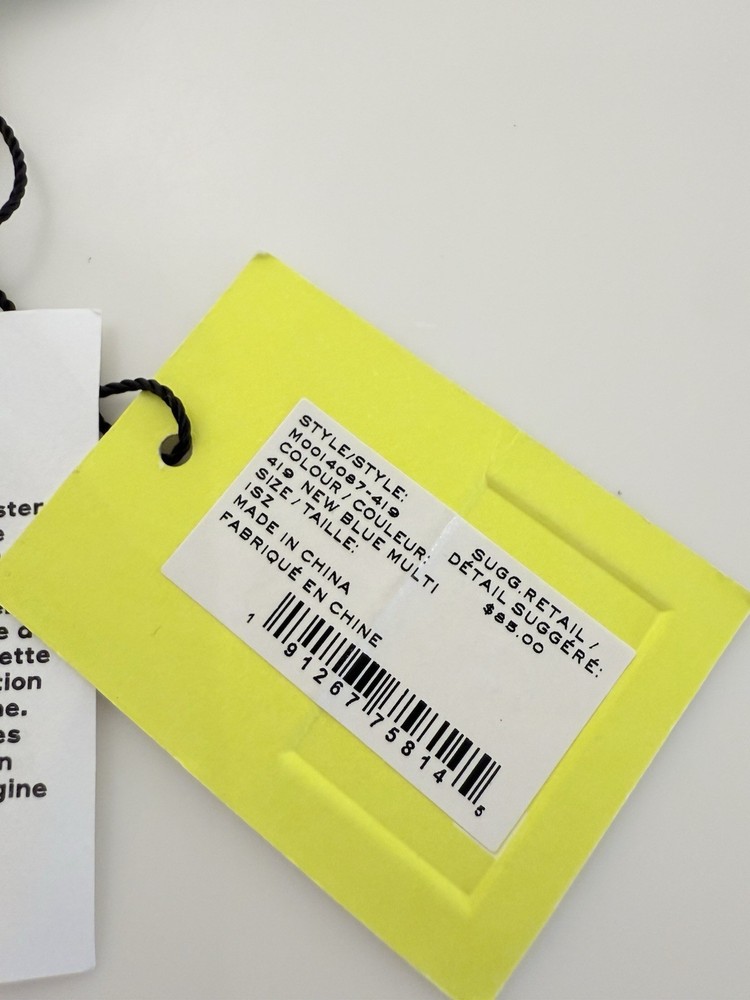 STYLE/STYLE:
M0014087-419
COLOUR / COULEUR:
419 NEW BLUE MULTI
SIZE / TAILLE:
1SZ
MADE IN CHINA
FABRIQUÉ EN CHINE
SUGG.RETAIL /
DÉTAIL SUGGÉRÉ:
$85.00
1 91267 75814 5
ette
tion
ne.
es
n
gine